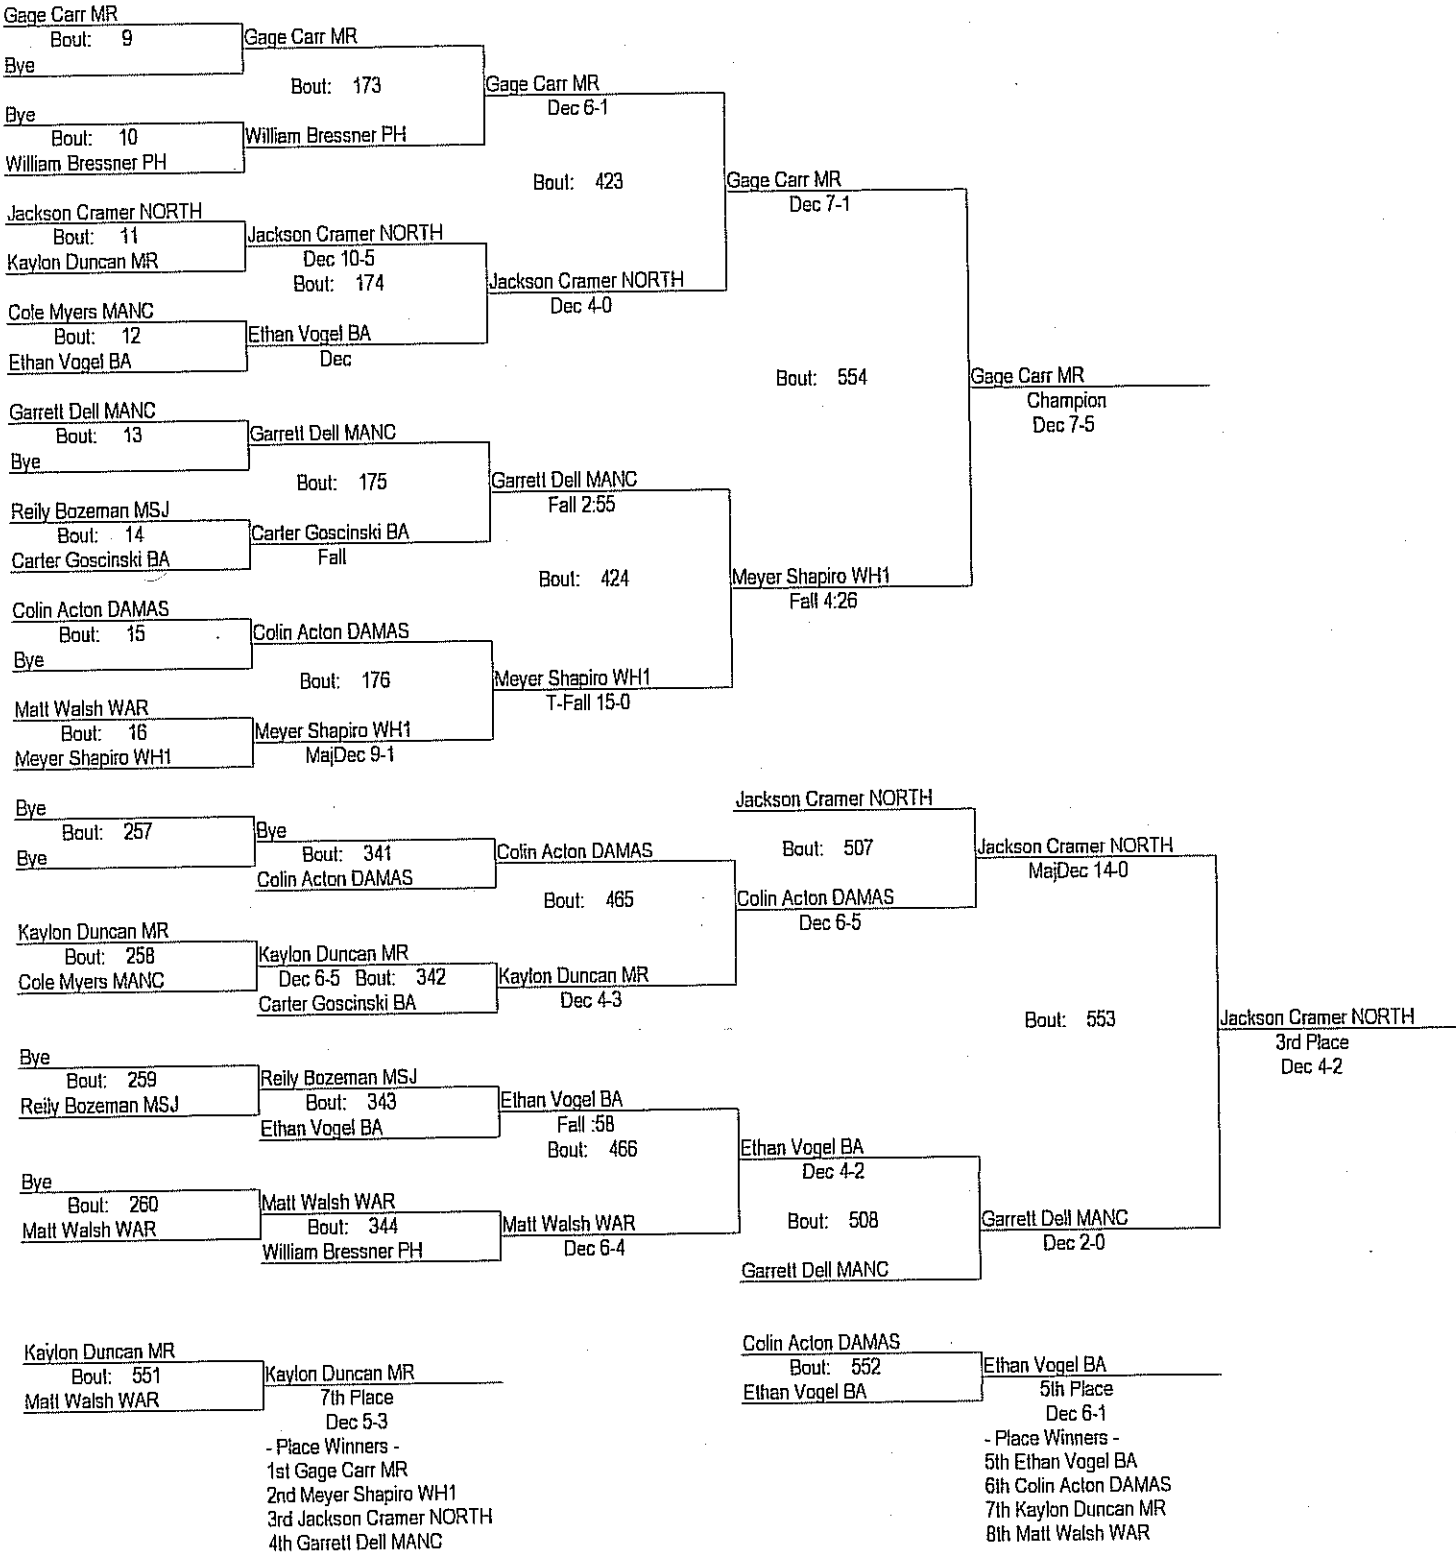 Gage Carr MR
Bout: 9
Bye
Gage Carr MR
Bout: 173
Bye
Bout: 10
William Bressner PH
William Bressner PH
Gage Carr MR
Dec 6-1
Bout: 423
Jackson Cramer NORTH
Bout: 11
Kaylon Duncan MR
Jackson Cramer NORTH
Dec 10-5
Bout: 174
Cole Myers MANC
Bout: 12
Ethan Vogel BA
Ethan Vogel BA
Dec
Jackson Cramer NORTH
Dec 4-0
Gage Carr MR
Dec 7-1
Bout: 554
Garrett Dell MANC
Bout: 13
Bye
Garrett Dell MANC
Bout: 175
Reily Bozeman MSJ
Bout: 14
Carter Goscinski BA
Carter Goscinski BA
Fall
Garrett Dell MANC
Fall 2:55
Bout: 424
Colin Acton DAMAS
Bout: 15
Bye
Colin Acton DAMAS
Bout: 176
Matt Walsh WAR
Bout: 16
Meyer Shapiro WH1
Meyer Shapiro WH1
MajDec 9-1
Meyer Shapiro WH1
T-Fall 15-0
Meyer Shapiro WH1
Fall 4:26
Gage Carr MR
Champion
Dec 7-5
Bye
Bout: 257
Bye
Bye
Bout: 341
Colin Acton DAMAS
Colin Acton DAMAS
Bout: 465
Kaylon Duncan MR
Bout: 258
Cole Myers MANC
Kaylon Duncan MR
Dec 6-5 Bout: 342
Carter Goscinski BA
Kaylon Duncan MR
Dec 4-3
Jackson Cramer NORTH
Bout: 507
Colin Acton DAMAS
Dec 6-5
Jackson Cramer NORTH
MajDec 14-0
Bout: 553
Bye
Bout: 259
Reily Bozeman MSJ
Reily Bozeman MSJ
Bout: 343
Ethan Vogel BA
Ethan Vogel BA
Fall :58
Bout: 466
Bye
Bout: 260
Matt Walsh WAR
Matt Walsh WAR
Bout: 344
William Bressner PH
Matt Walsh WAR
Dec 6-4
Ethan Vogel BA
Dec 4-2
Bout: 508
Garrett Dell MANC
Garrett Dell MANC
Dec 2-0
Jackson Cramer NORTH
3rd Place
Dec 4-2
Kaylon Duncan MR
Bout: 551
Matt Walsh WAR
Kaylon Duncan MR
7th Place
Dec 5-3
- Place Winners -
1st Gage Carr MR
2nd Meyer Shapiro WH1
3rd Jackson Cramer NORTH
4th Garrett Dell MANC
Colin Acton DAMAS
Bout: 552
Ethan Vogel BA
Ethan Vogel BA
5th Place
Dec 6-1
- Place Winners -
5th Ethan Vogel BA
6th Colin Acton DAMAS
7th Kaylon Duncan MR
8th Matt Walsh WAR